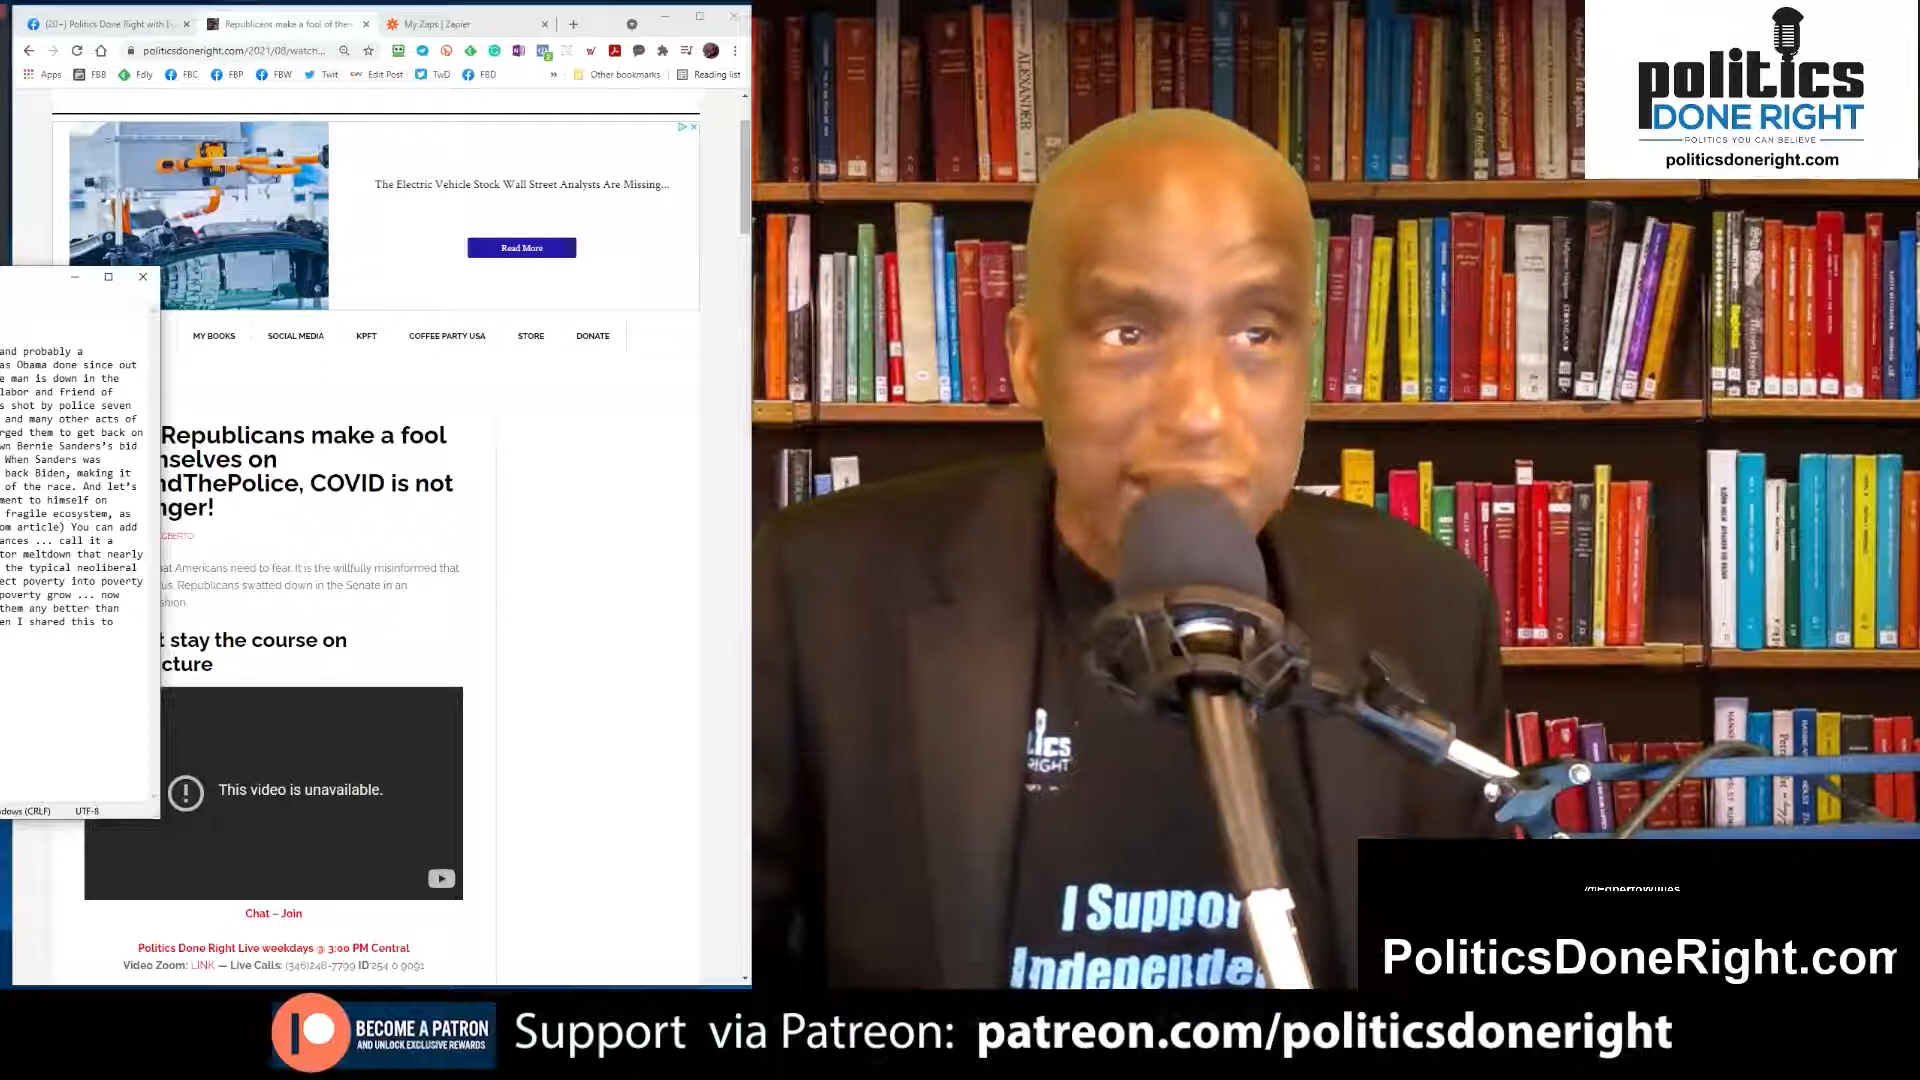 (20+) Politics Done Right with E
Republicans make a fool of them
My Zaps | Zapier
politicsdoneright.com/2021/08/watch...
Apps
FBB
Fdly
FBC
FBP
FBW
Twit
Edit Post
TwD
FBD
»
Other bookmarks
Reading list
The Electric Vehicle Stock Wall Street Analysts Are Missing...
Read More
MY BOOKS
SOCIAL MEDIA
KPFT
COFFEE PARTY USA
STORE
DONATE
and probably a
as Obama done since out
e man is down in the
labor and friend of
s shot by police seven
and many other acts of
rged them to get back on
wn Bernie Sanders's bid
When Sanders was
back Biden, making it
of the race. And let's
ment to himself on
fragile ecosystem, as
om article) You can add
ances ... call it a
tor meltdown that nearly
the typical neoliberal
ect poverty into poverty
poverty grow ... now
them any better than
en I shared this to
dows (CRLF)
UTF-8
Republicans make a fool
nselves on
ndThePolice, COVID is not
nger!
GBERTO
at Americans need to fear. It is the willfully misinformed that
us. Republicans swatted down in the Senate in an
shion.
t stay the course on
cture
This video is unavailable.
Chat – Join
Politics Done Right Live weekdays @ 3:00 PM Central
Video Zoom: LINK — Live Calls: (346)248-7799 ID 254 0 9091
ALEXANDER
politics
DONE RIGHT
POLITICS YOU CAN BELIEVE
politicsdoneright.com
tics
RIGHT
I Suppor
Independe
PoliticsDoneRight.com
BECOME A PATRON
AND UNLOCK EXCLUSIVE REWARDS
Support via Patreon: patreon.com/politicsdoneright